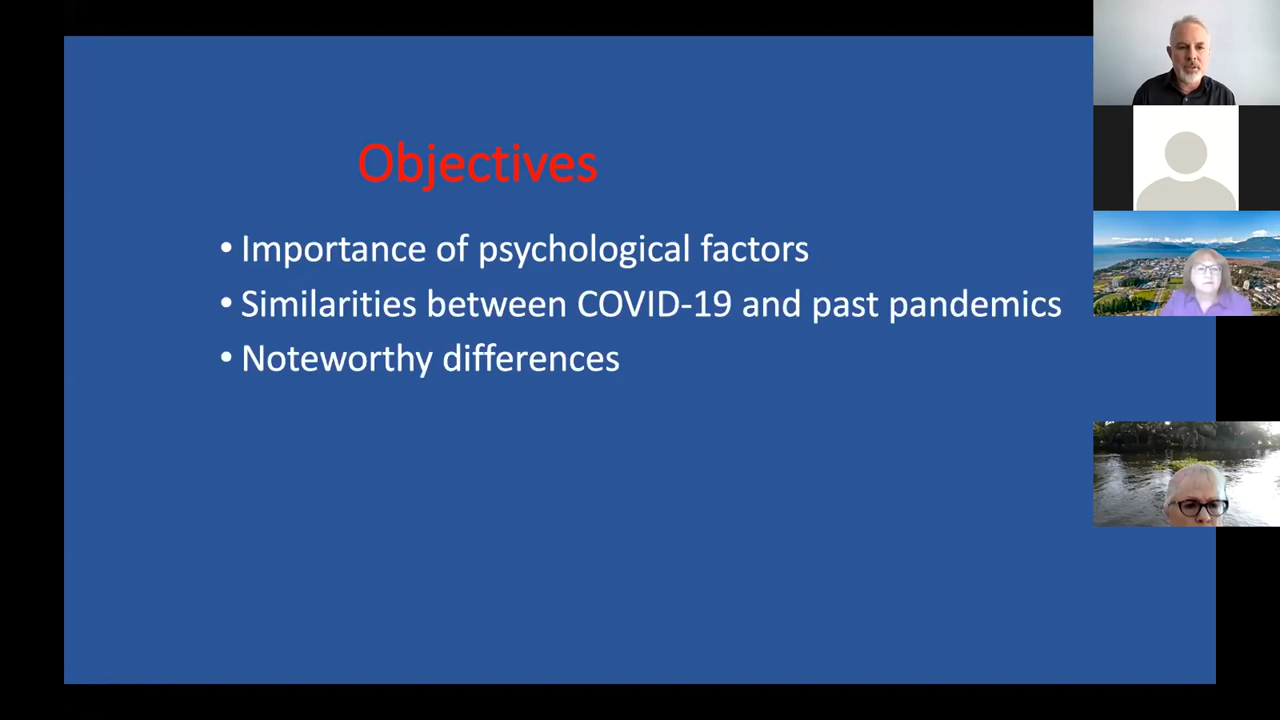 Objectives
• Importance of psychological factors
• Similarities between COVID-19 and past pandemics
• Noteworthy differences